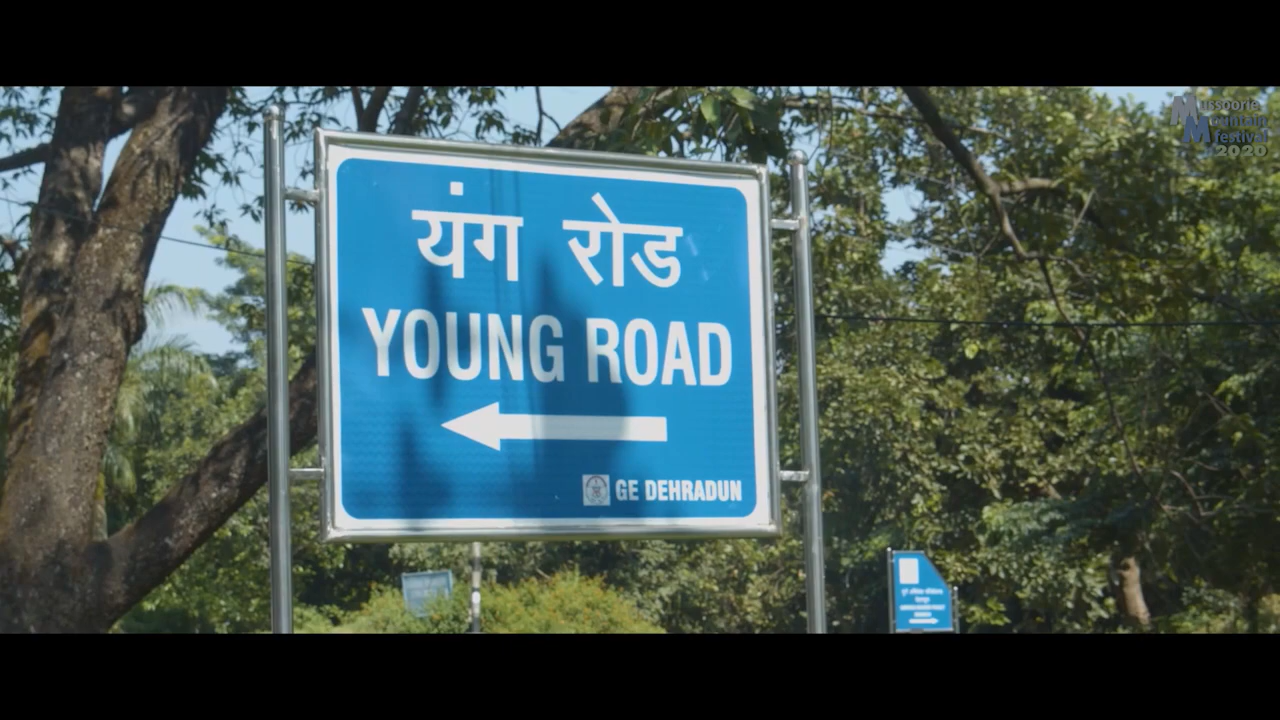 Mussoorie
Mountain
festival
2020
यंग रोड
YOUNG ROAD
GE DEHRADUN